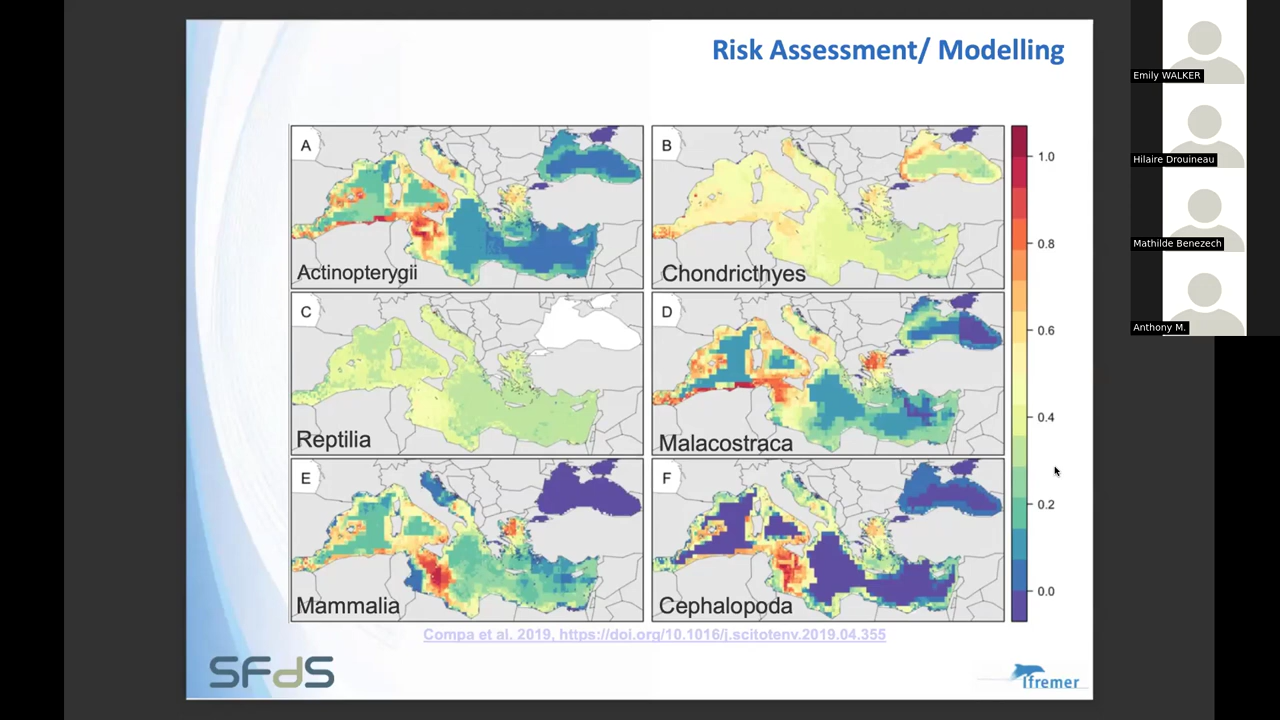 Risk Assessment/ Modelling
A
Actinopterygii
B
Chondricthyes
C
Reptilia
D
Malacostraca
E
Mammalia
F
Cephalopoda
1.0
0.8
0.6
0.4
0.2
0.0
Compa et al. 2019, https://doi.org/10.1016/j.scitotenv.2019.04.355
SFdS
Ifremer
Emily WALKER
Hilaire Drouineau
Mathilde Benezech
Anthony M.